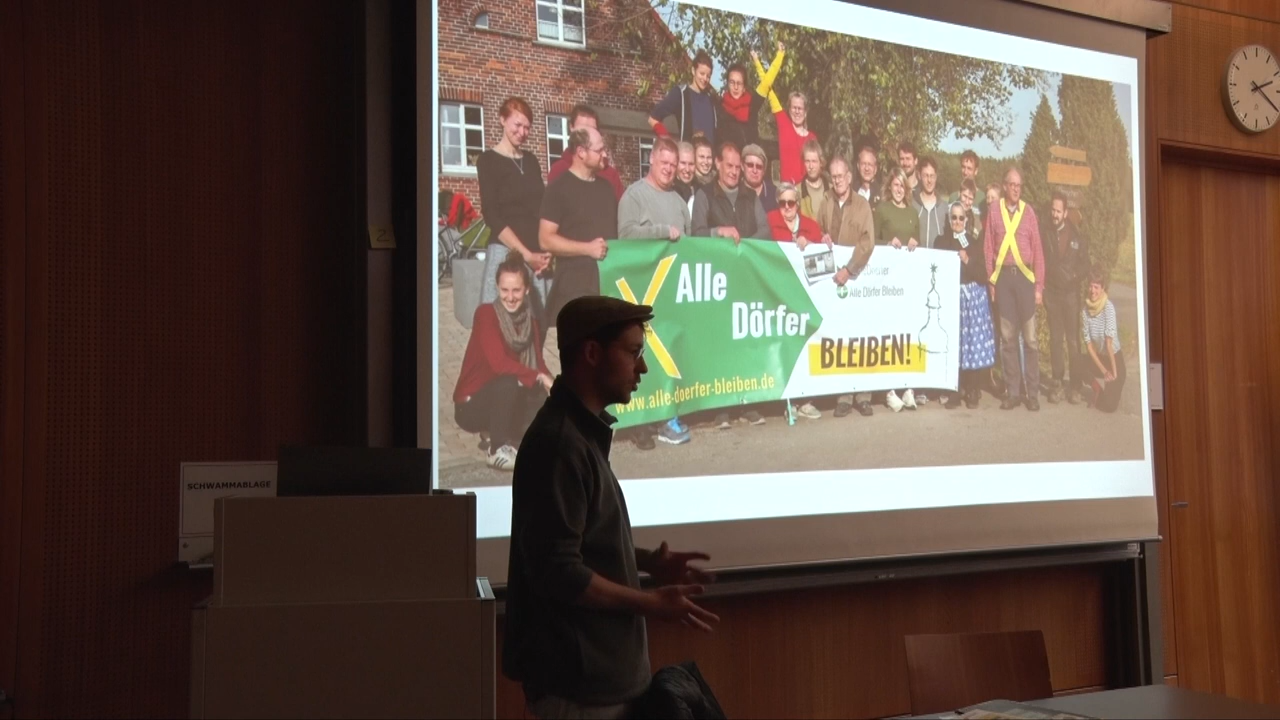 Alle
Dörfer
Alle Dörfer Bleiben
BLEIBEN!
www.alle-doerfer-bleiben.de
SCHWAMMABLAGE